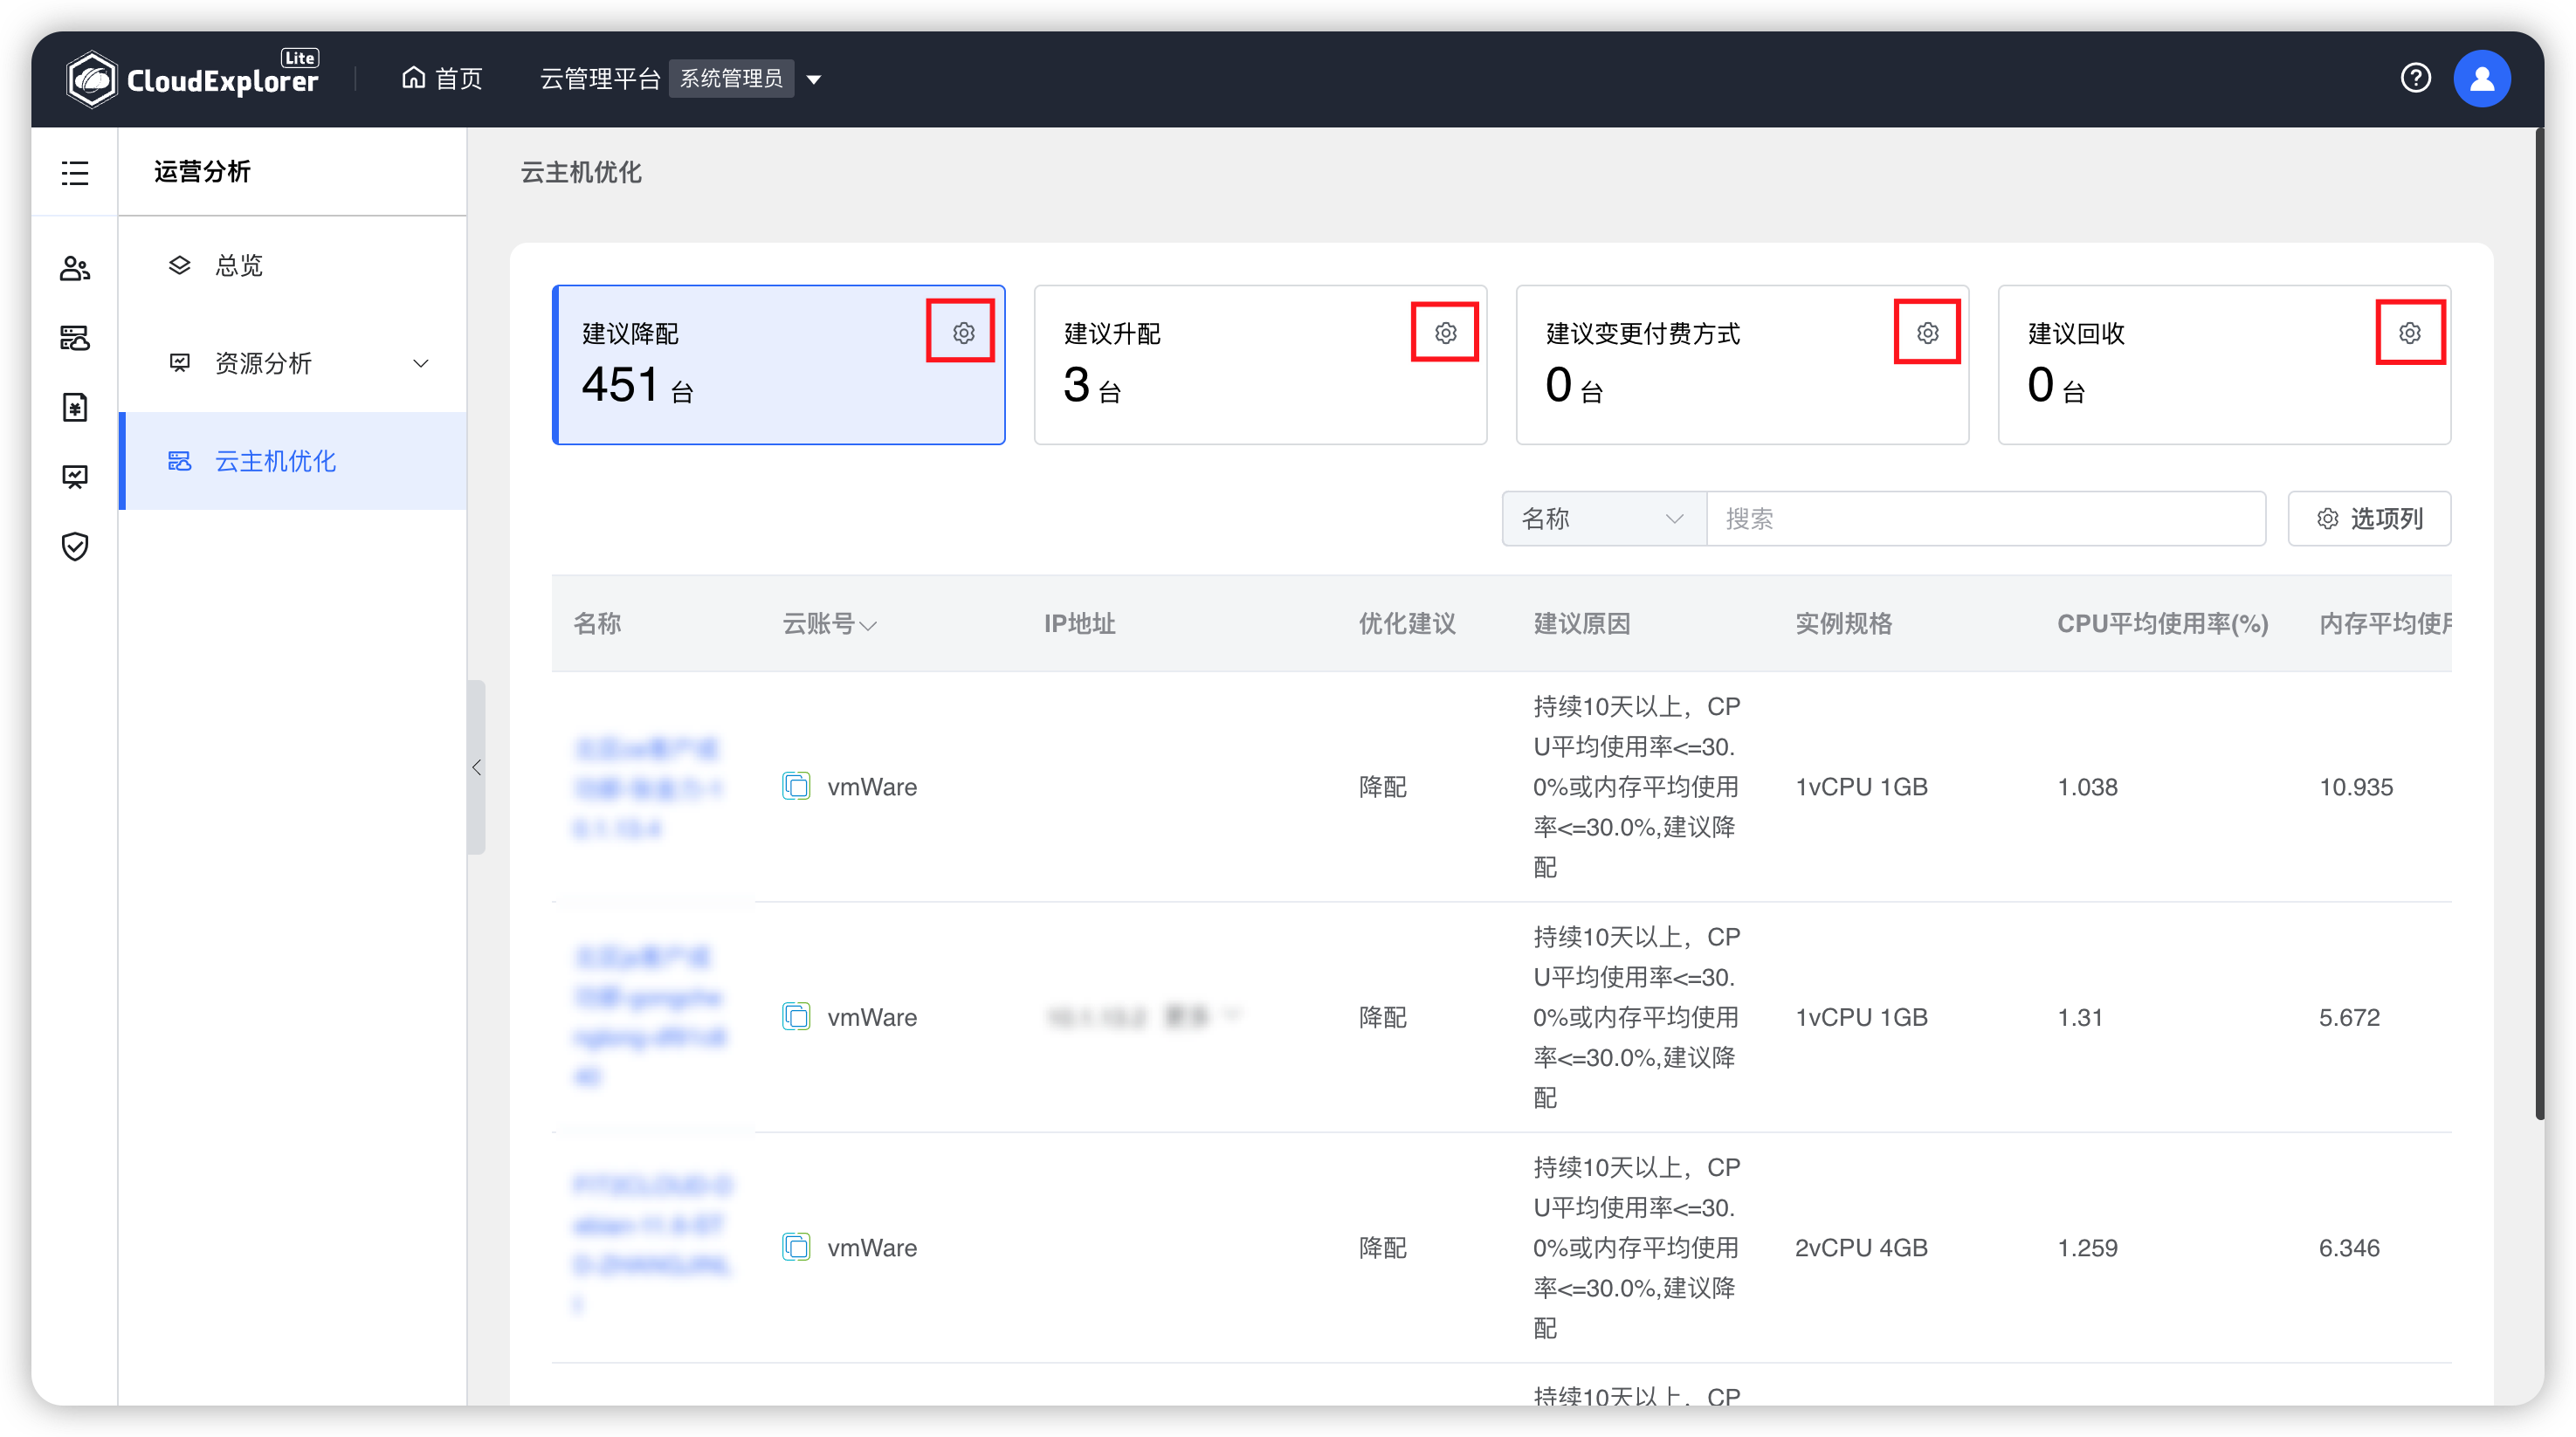 CloudExplorer Lite
首页
云管理平台 系统管理员
运营分析
总览
资源分析
云主机优化
云主机优化
建议降配
451 台
建议升配
3 台
建议变更付费方式
0 台
建议回收
0 台
名称
搜索
选项列
名称 云账号 IP地址 优化建议 建议原因 实例规格 CPU平均使用率(%) 内存平均使用
持续10天以上，CP
U平均使用率<=30.
vmWare 降配 0%或内存平均使用 1vCPU 1GB 1.038 10.935
率<=30.0%,建议降
配
持续10天以上，CP
U平均使用率<=30.
vmWare 降配 0%或内存平均使用 1vCPU 1GB 1.31 5.672
率<=30.0%,建议降
配
持续10天以上，CP
U平均使用率<=30.
vmWare 降配 0%或内存平均使用 2vCPU 4GB 1.259 6.346
率<=30.0%,建议降
配
持续10天以上，CP